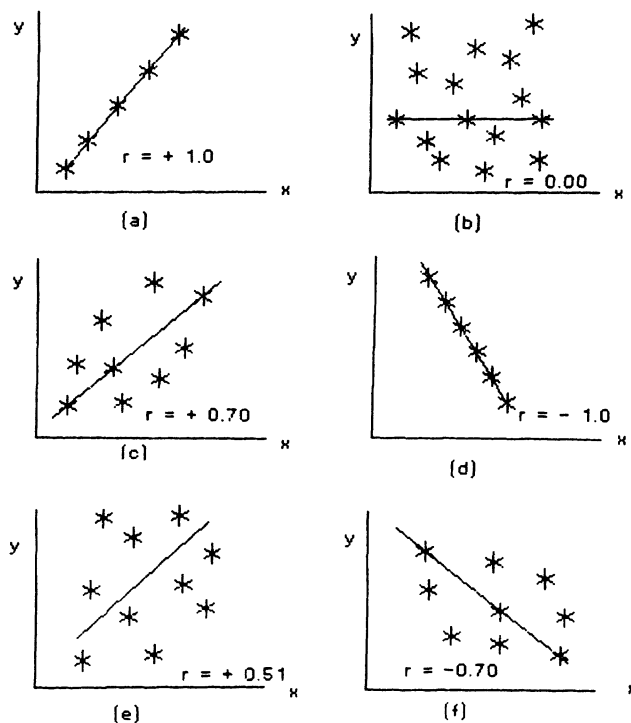 y
r = + 1.0
x
(a)
y
r = 0.00
x
(b)
y
r = + 0.70
x
(c)
y
r = - 1.0
x
(d)
y
r = + 0.51
x
(e)
y
r = -0.70
x
(f)